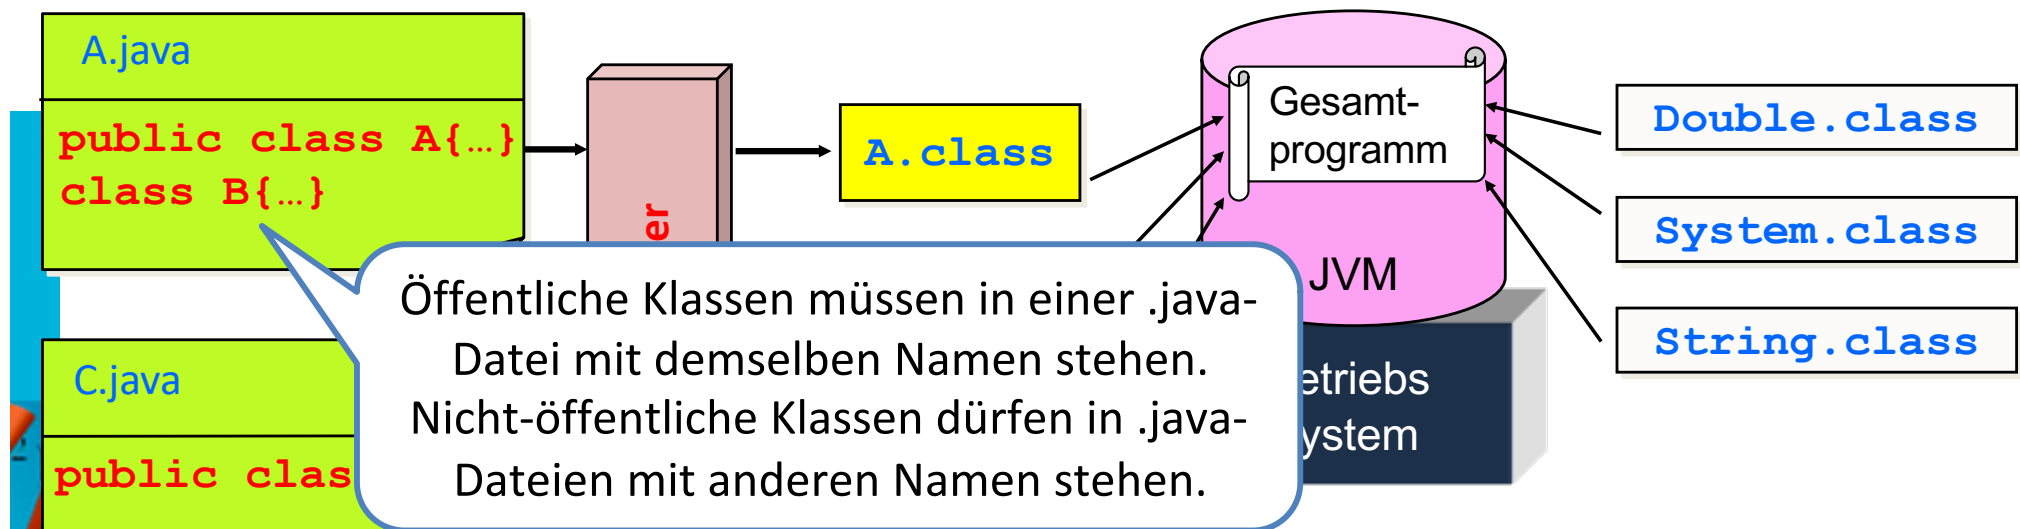 A.java
public class A{…}
class B{…}
er
A.class
Gesamt-
programm
JVM
Double.class
System.class
String.class
Öffentliche Klassen müssen in einer .java-
Datei mit demselben Namen stehen.
Nicht-öffentliche Klassen dürfen in .java-
Dateien mit anderen Namen stehen.
etriebs
ystem
C.java
public clas